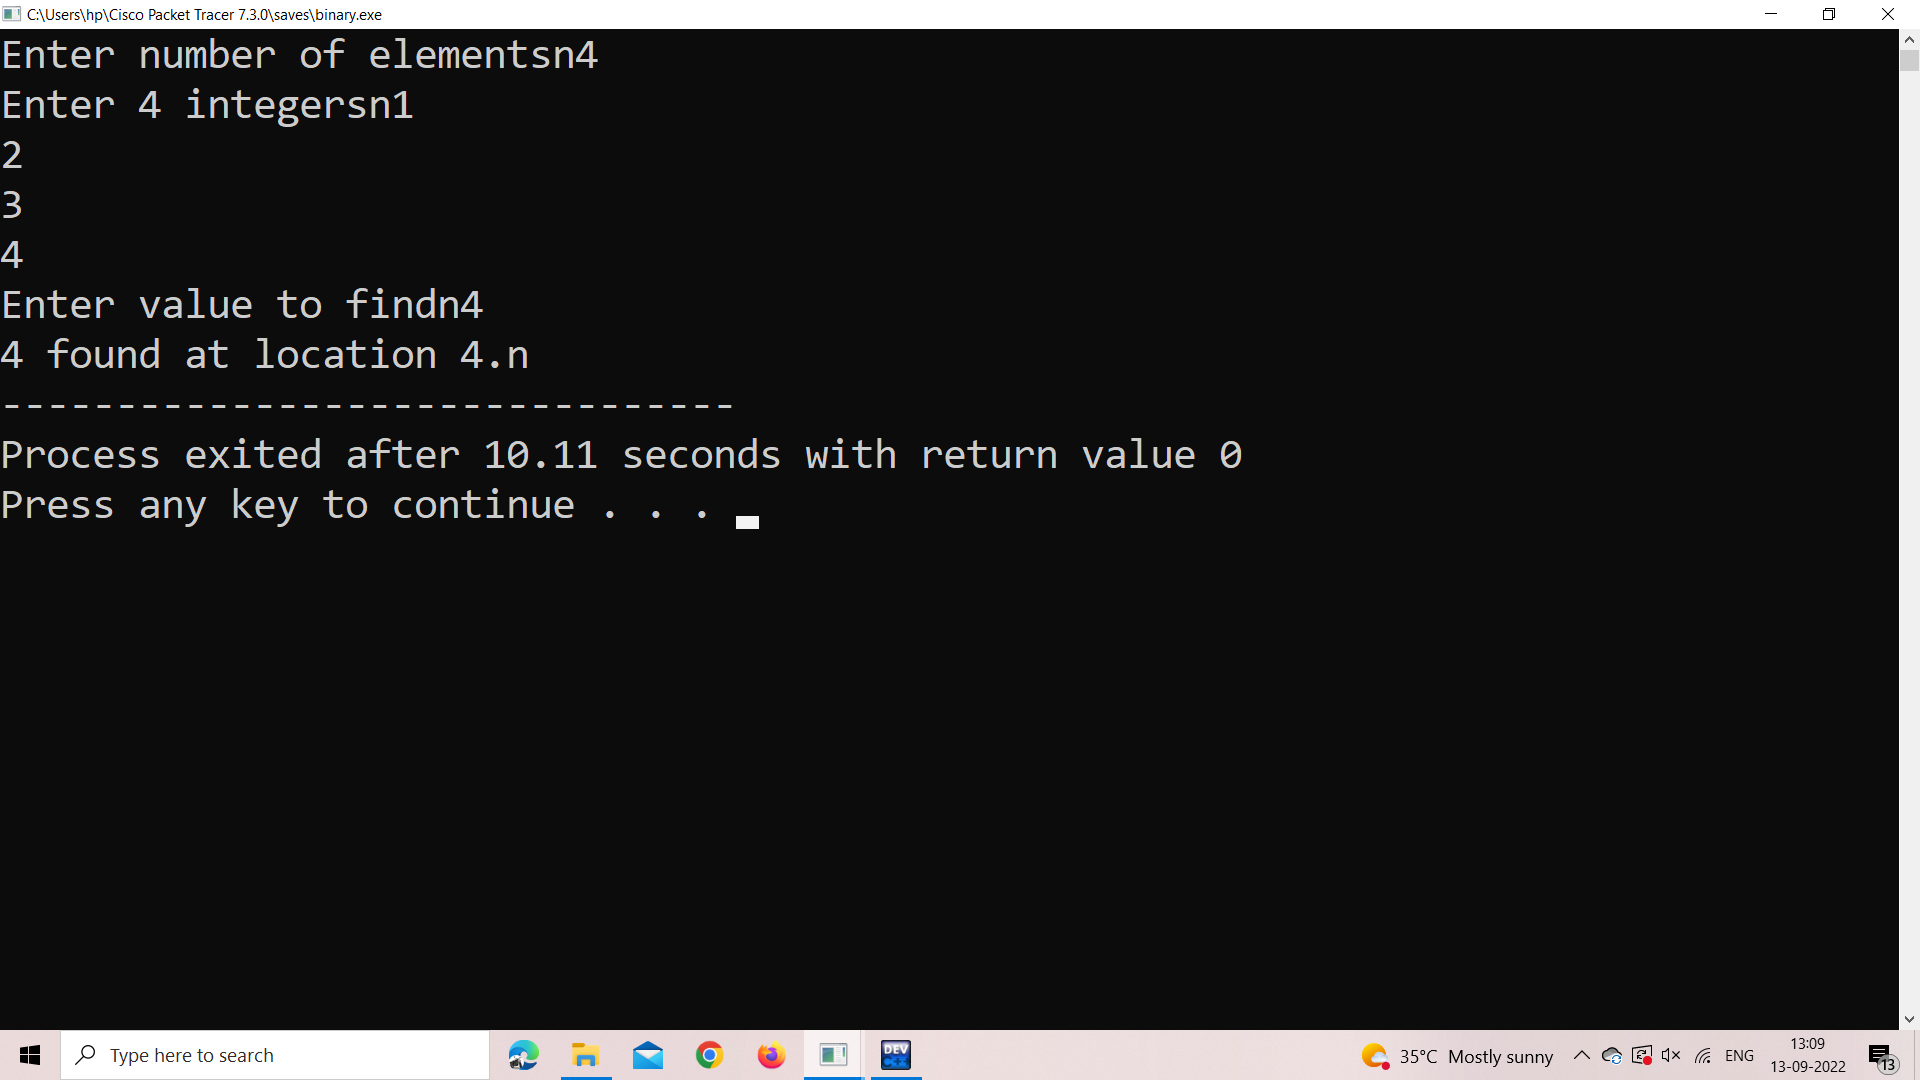 C:\Users\hp\Cisco Packet Tracer 7.3.0\saves\binary.exe
Enter number of elementsn4
Enter 4 integersn1
2
3
4
Enter value to findn4
4 found at location 4.n
--------------------------------
Process exited after 10.11 seconds with return value 0
Press any key to continue . . .
Type here to search
DEV
C++
35°C Mostly sunny
ENG
13:09
13-09-2022
13